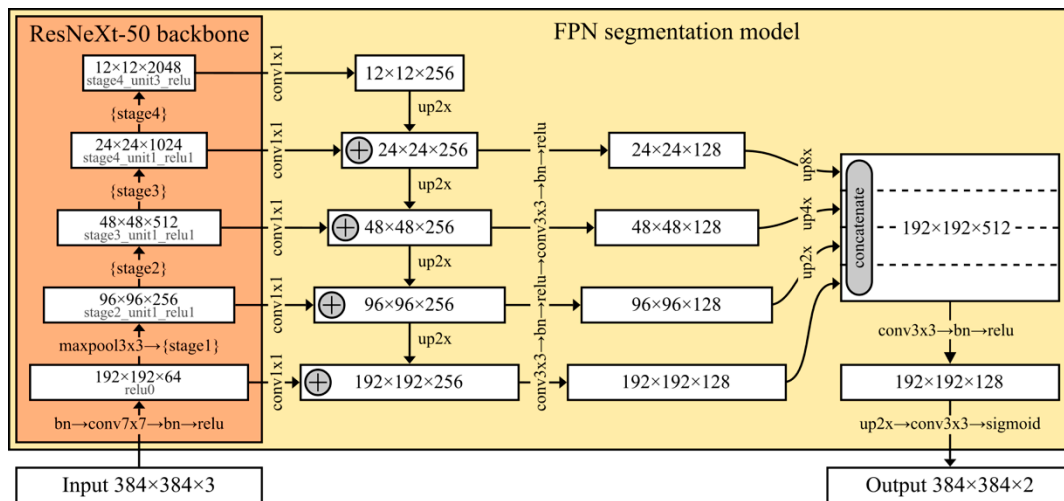 ResNeXt-50 backbone
FPN segmentation model
12×12×2048
stage4_unit3_relu
conv1x1
12×12×256
{stage4}
up2x
24×24×1024
stage4_unit1_relu1
conv1x1
24×24×256
24×24×128
up8x
{stage3}
up2x
48×48×512
stage3_unit1_relu1
conv1x1
48×48×256
48×48×128
up4x
concatenate
192×192×512
{stage2}
up2x
up2x
96×96×256
stage2_unit1_relu1
conv1x1
96×96×256
96×96×128
conv3x3→bn→relu→conv3x3→bn→relu
maxpool3x3→{stage1}
up2x
conv3x3→bn→relu
192×192×64
relu0
conv1x1
192×192×256
192×192×128
192×192×128
bn→conv7x7→bn→relu
up2x→conv3x3→sigmoid
Input 384×384×3
Output 384×384×2